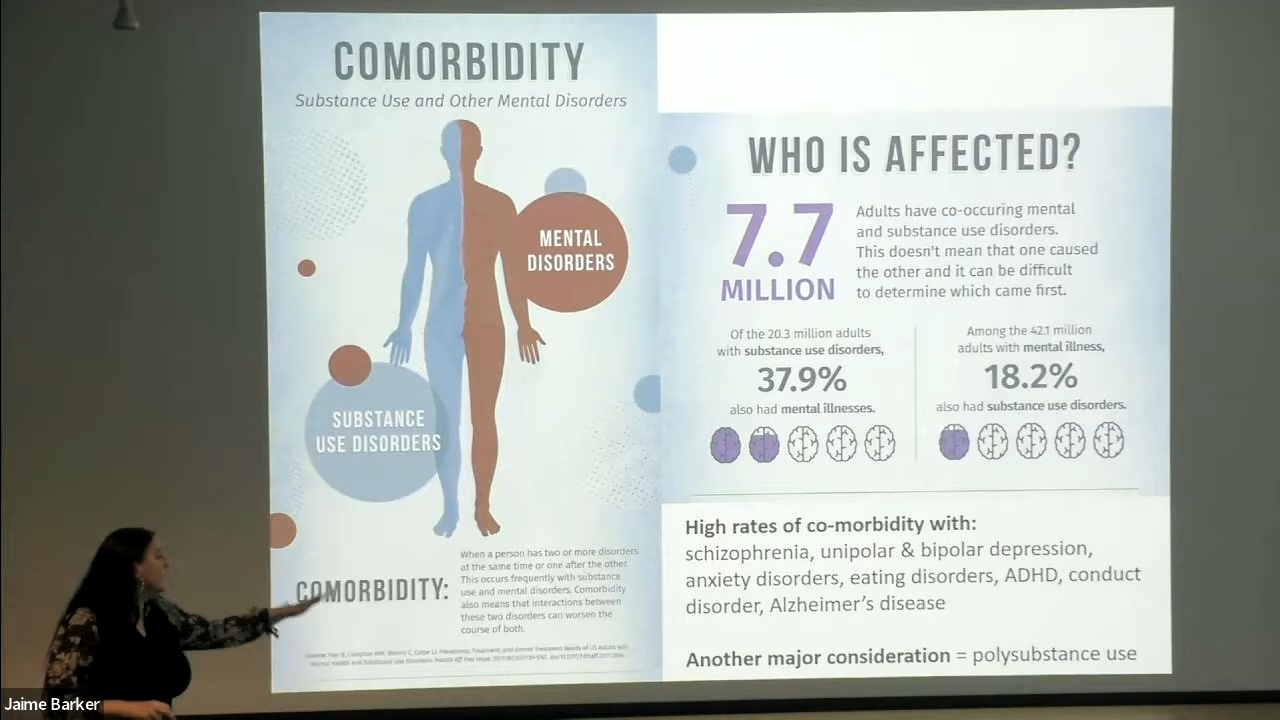 COMORBIDITY
Substance Use and Other Mental Disorders
MENTAL
DISORDERS
SUBSTANCE
USE DISORDERS
COMORBIDITY:
When a person has two or more disorders
at the same time or one after the other.
This occurs frequently with substance
use and mental disorders. Comorbidity
also means that interactions between
these two disorders can worsen the
course of both.
WHO IS AFFECTED?
7.7
MILLION
Adults have co-occuring mental
and substance use disorders.
This doesn't mean that one caused
the other and it can be difficult
to determine which came first.
Of the 20.3 million adults
with substance use disorders,
37.9%
also had mental illnesses.
Among the 42.1 million
adults with mental illness,
18.2%
also had substance use disorders.
High rates of co-morbidity with:
schizophrenia, unipolar & bipolar depression,
anxiety disorders, eating disorders, ADHD, conduct
disorder, Alzheimer's disease
Another major consideration = polysubstance use
Jaime Barker